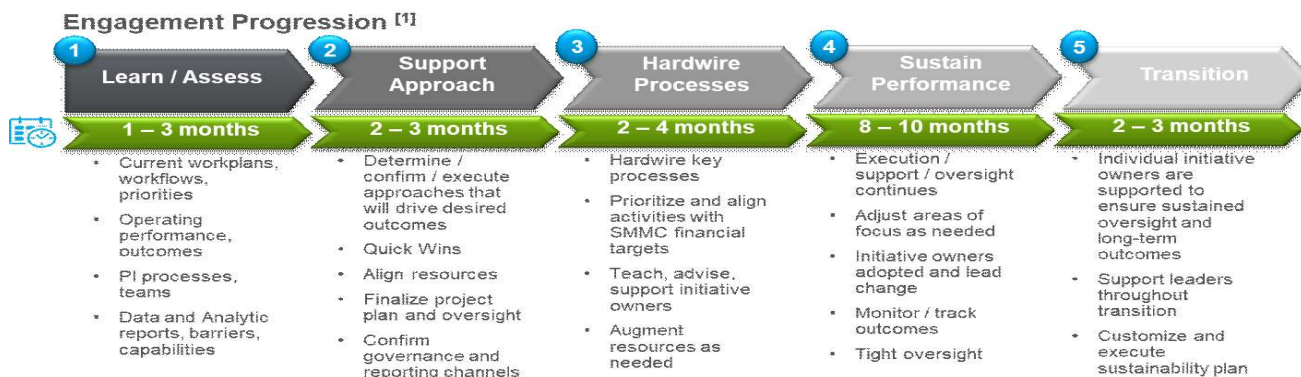 Engagement Progression [1]
1
Learn / Assess
1 – 3 months
• Current workplans,
workflows,
priorities
• Operating
performance,
outcomes
• PI processes,
teams
• Data and Analytic
reports, barriers,
capabilities
2
Support
Approach
2 – 3 months
• Determine /
confirm / execute
approaches that
will drive desired
outcomes
• Quick Wins
• Align resources
• Finalize project
plan and oversight
• Confirm
governance and
reporting channels
3
Hardwire
Processes
2 – 4 months
• Hardwire key
processes
• Prioritize and align
activities with
SMMC financial
targets
• Teach, advise,
support initiative
owners
• Augment
resources as
needed
4
Sustain
Performance
8 – 10 months
• Execution /
support / oversight
continues
• Adjust areas of
focus as needed
• Initiative owners
adopted and lead
change
• Monitor / track
outcomes
• Tight oversight
5
Transition
2 – 3 months
• Individual initiative
owners are
supported to
ensure sustained
oversight and
long-term
outcomes
• Support leaders
throughout
transition
• Customize and
execute
sustainability plan